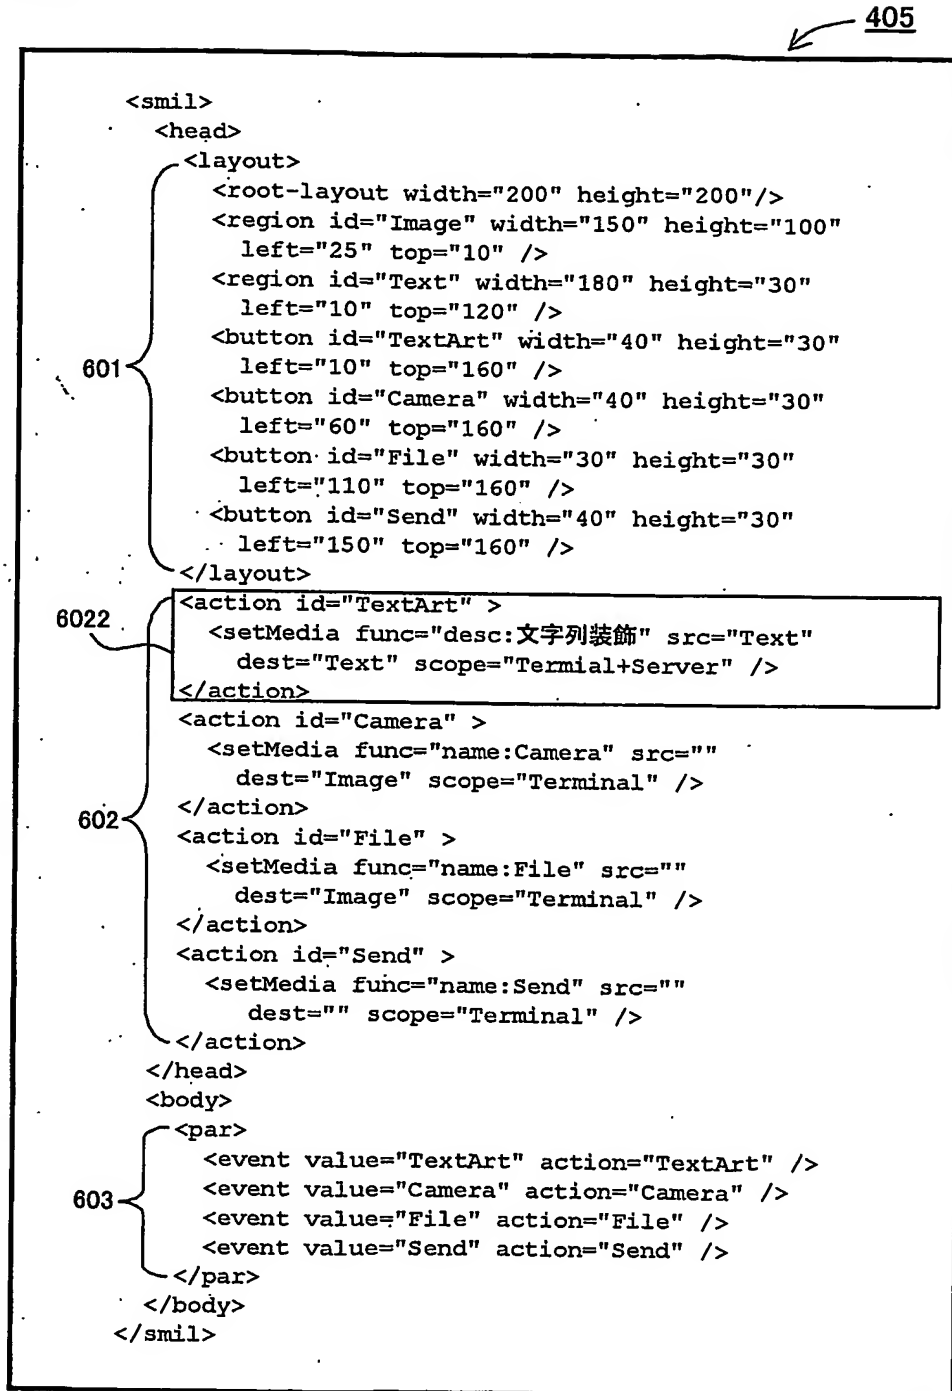 405
<smil>
<head>
<layout>
<root-layout width="200" height="200"/>
<region id="Image" width="150" height="100"
left="25" top="10" />
<region id="Text" width="180" height="30"
left="10" top="120" />
<button id="TextArt" width="40" height="30"
left="10" top="160" />
601
<button id="Camera" width="40" height="30"
left="60" top="160" />
<button id="File" width="30" height="30"
left="110" top="160" />
<button id="Send" width="40" height="30"
left="150" top="160" />
</layout>
<action id="TextArt" >
6022
<setMedia func="desc:文字列装飾" src="Text"
dest="Text" scope="Termial+Server" />
</action>
<action id="Camera" >
<setMedia func="name:Camera" src=""
dest="Image" scope="Terminal" />
</action>
602
<action id="File" >
<setMedia func="name:File" src=""
dest="Image" scope="Terminal" />
</action>
<action id="Send" >
<setMedia func="name:Send" src=""
dest="" scope="Terminal" />
</action>
</head>
<body>
<par>
<event value="TextArt" action="TextArt" />
<event value="Camera" action="Camera" />
603
<event value="File" action="File" />
<event value="Send" action="Send" />
</par>
</body>
</smil>